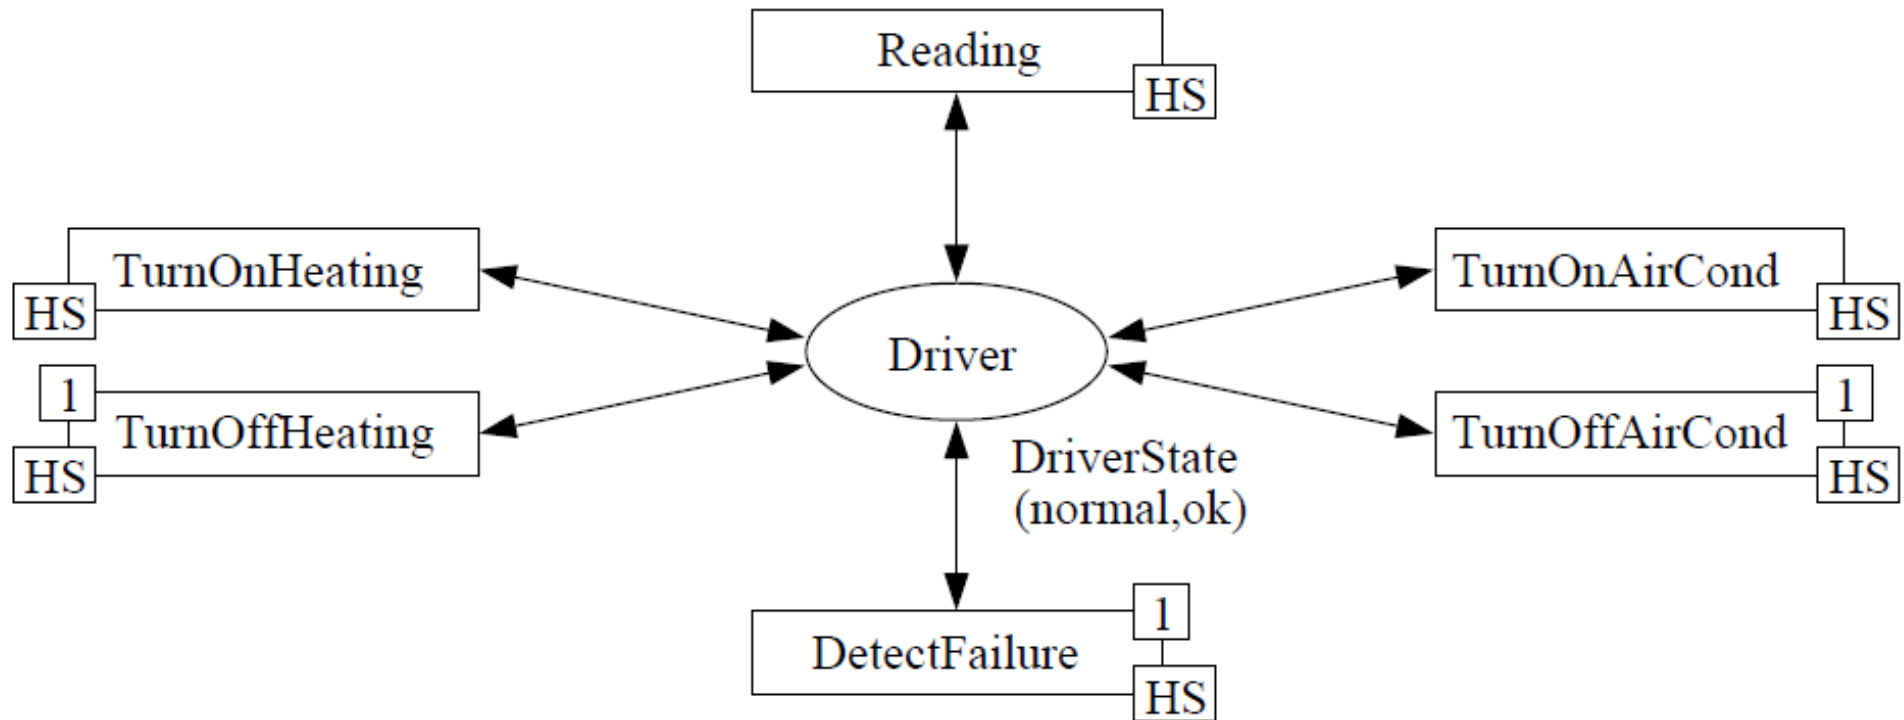 Reading
HS
TurnOnHeating
HS
TurnOnAirCond
HS
Driver
1
TurnOffHeating
HS
1
TurnOffAirCond
HS
DriverState
(normal,ok)
1
DetectFailure
HS